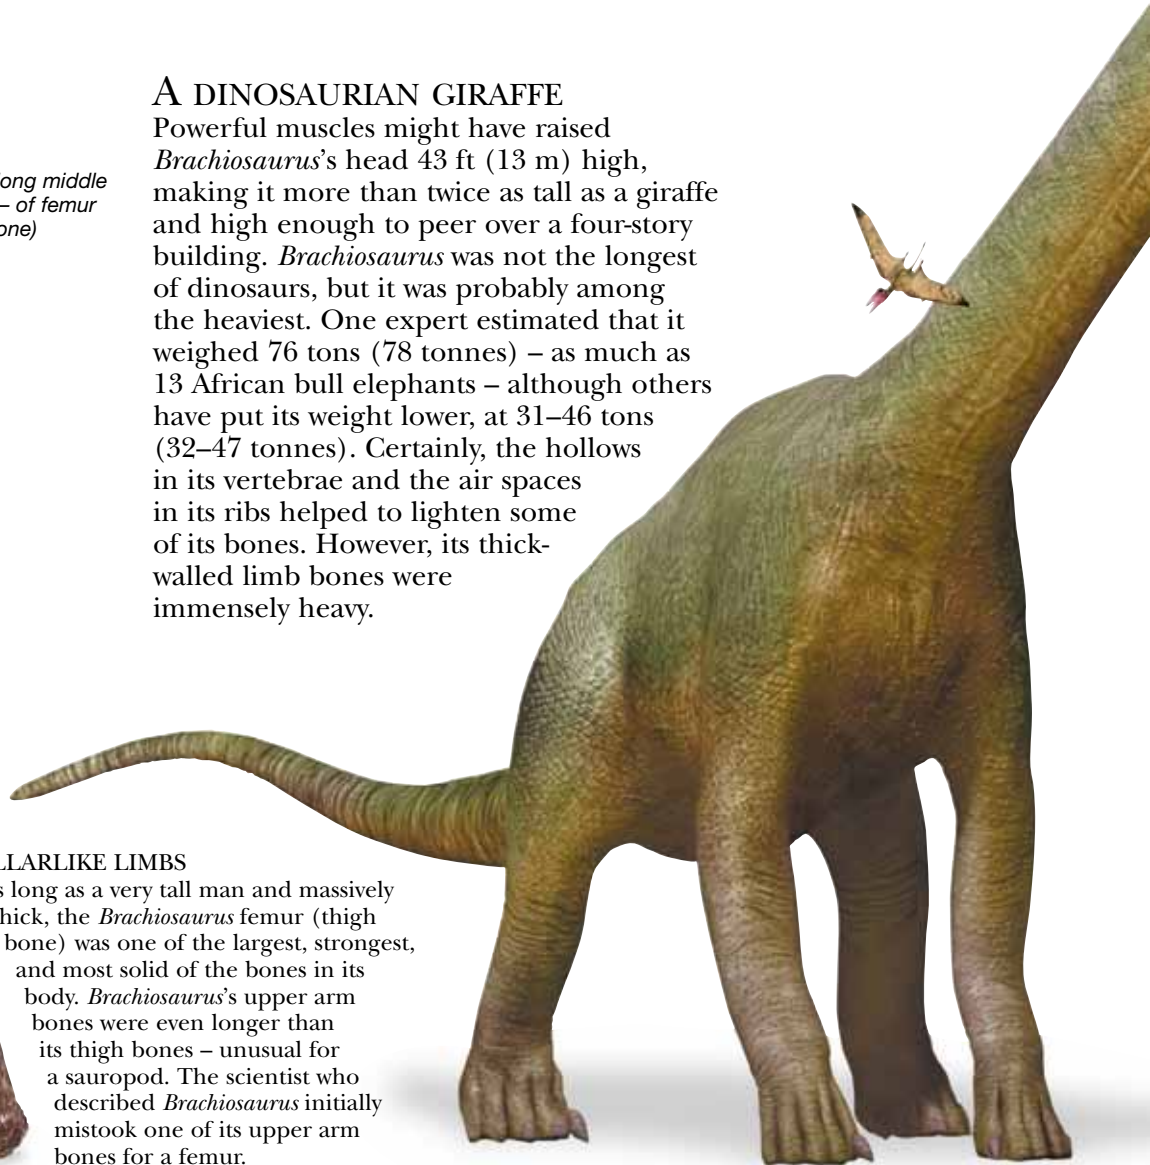 A DINOSAURIAN GIRAFFE
Powerful muscles might have raised
Brachiosaurus's head 43 ft (13 m) high,
making it more than twice as tall as a giraffe
and high enough to peer over a four-story
building. Brachiosaurus was not the longest
of dinosaurs, but it was probably among
the heaviest. One expert estimated that it
weighed 76 tons (78 tonnes) – as much as
13 African bull elephants – although others
have put its weight lower, at 31–46 tons
(32–47 tonnes). Certainly, the hollows
in its vertebrae and the air spaces
in its ribs helped to lighten some
of its bones. However, its thick-
walled limb bones were
immensely heavy.
middle
– of femur
LIMBS
long as a very tall man and massively
the Brachiosaurus femur (thigh
bone) was one of the largest, strongest,
and most solid of the bones in its
body. Brachiosaurus's upper arm
bones were even longer than
its thigh bones – unusual for
a sauropod. The scientist who
described Brachiosaurus initially
mistook one of its upper arm
bones for a femur.